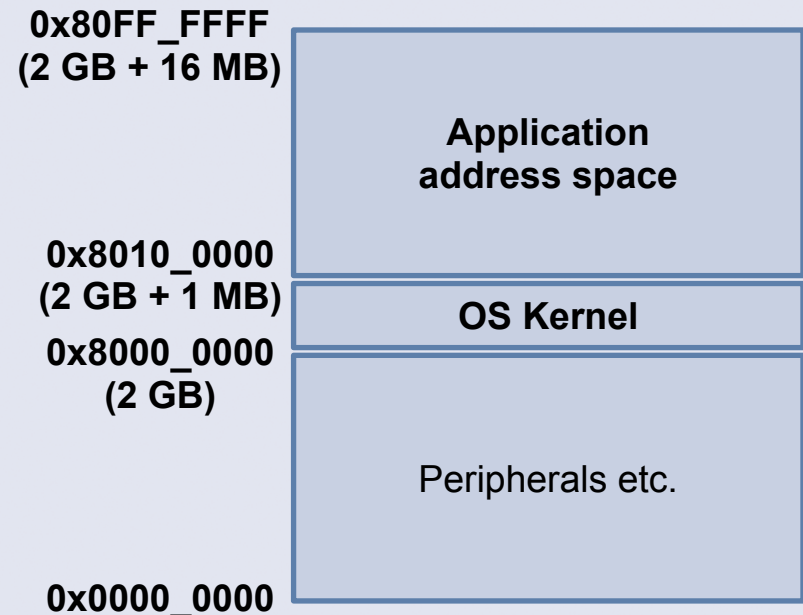 0x80FF_FFFF
(2 GB + 16 MB)
Application
address space
0x8010_0000
(2 GB + 1 MB)
OS Kernel
0x8000_0000
(2 GB)
Peripherals etc.
0x0000_0000